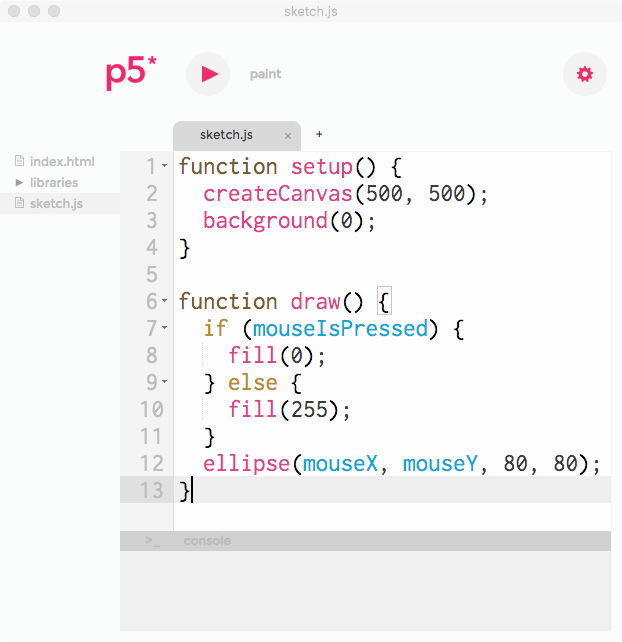 sketch.js
p5*
paint
sketch.js × +
index.html
libraries
sketch.js
1 function setup() {
2   createCanvas(500, 500);
3   background(0);
4 }
5
6 function draw() {
7   if (mouseIsPressed) {
8     fill(0);
9   } else {
10     fill(255);
11   }
12   ellipse(mouseX, mouseY, 80, 80);
13 }
>_ console